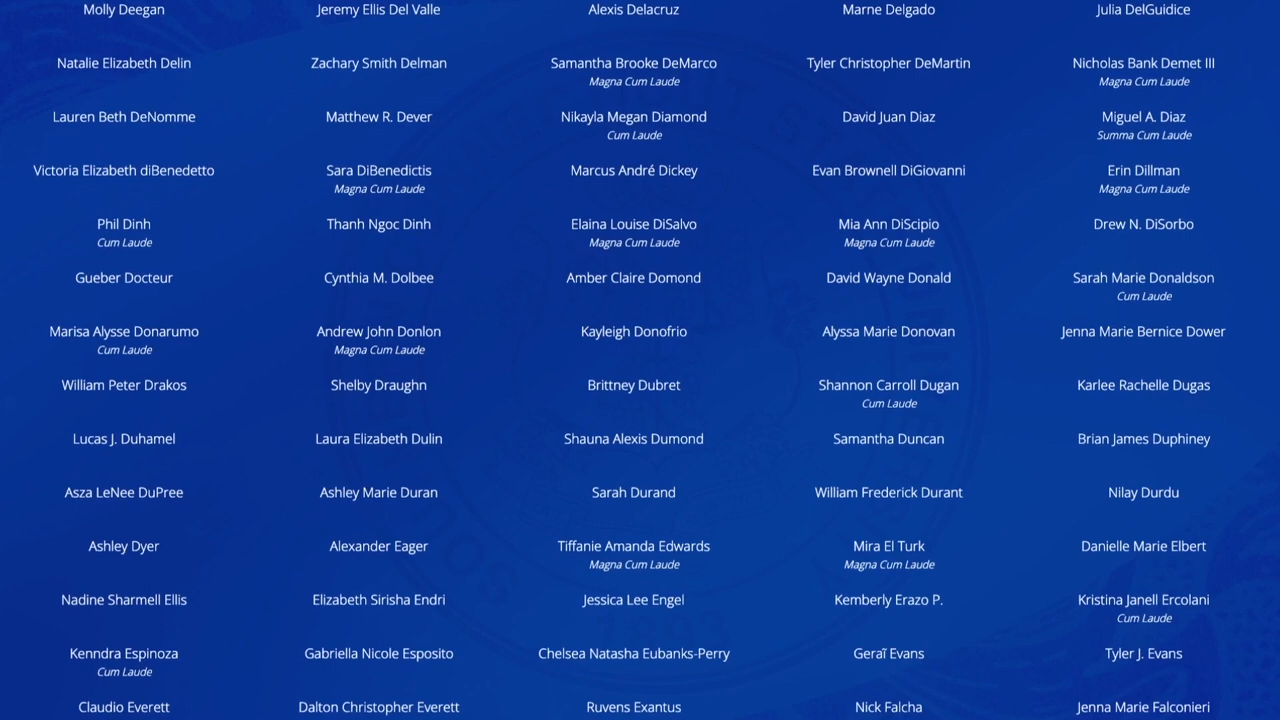 Molly Deegan
Jeremy Ellis Del Valle
Alexis Delacruz
Marne Delgado
Julia DelGuidice
Natalie Elizabeth Delin
Zachary Smith Delman
Samantha Brooke DeMarco
Magna Cum Laude
Tyler Christopher DeMartin
Nicholas Bank Demet III
Magna Cum Laude
Lauren Beth DeNomme
Matthew R. Dever
Nikayla Megan Diamond
Cum Laude
David Juan Diaz
Miguel A. Diaz
Summa Cum Laude
Victoria Elizabeth diBenedetto
Sara DiBenedictis
Magna Cum Laude
Marcus André Dickey
Evan Brownell DiGiovanni
Erin Dillman
Magna Cum Laude
Phil Dinh
Cum Laude
Thanh Ngoc Dinh
Elaina Louise DiSalvo
Magna Cum Laude
Mia Ann DiScipio
Magna Cum Laude
Drew N. DiSorbo
Gueber Docteur
Cynthia M. Dolbee
Amber Claire Domond
David Wayne Donald
Sarah Marie Donaldson
Cum Laude
Marisa Alysse Donarumo
Cum Laude
Andrew John Donlon
Magna Cum Laude
Kayleigh Donofrio
Alyssa Marie Donovan
Jenna Marie Bernice Dower
William Peter Drakos
Shelby Draughn
Brittney Dubret
Shannon Carroll Dugan
Cum Laude
Karlee Rachelle Dugas
Lucas J. Duhamel
Laura Elizabeth Dulin
Shauna Alexis Dumond
Samantha Duncan
Brian James Duphiney
Asza LeNee DuPree
Ashley Marie Duran
Sarah Durand
William Frederick Durant
Nilay Durdu
Ashley Dyer
Alexander Eager
Tiffanie Amanda Edwards
Magna Cum Laude
Mira El Turk
Magna Cum Laude
Danielle Marie Elbert
Nadine Sharmell Ellis
Elizabeth Sirisha Endri
Jessica Lee Engel
Kemberly Erazo P.
Kristina Janell Ercolani
Cum Laude
Kenndra Espinoza
Cum Laude
Gabriella Nicole Esposito
Chelsea Natasha Eubanks-Perry
Geraĩ Evans
Tyler J. Evans
Claudio Everett
Dalton Christopher Everett
Ruvens Exantus
Nick Falcha
Jenna Marie Falconieri